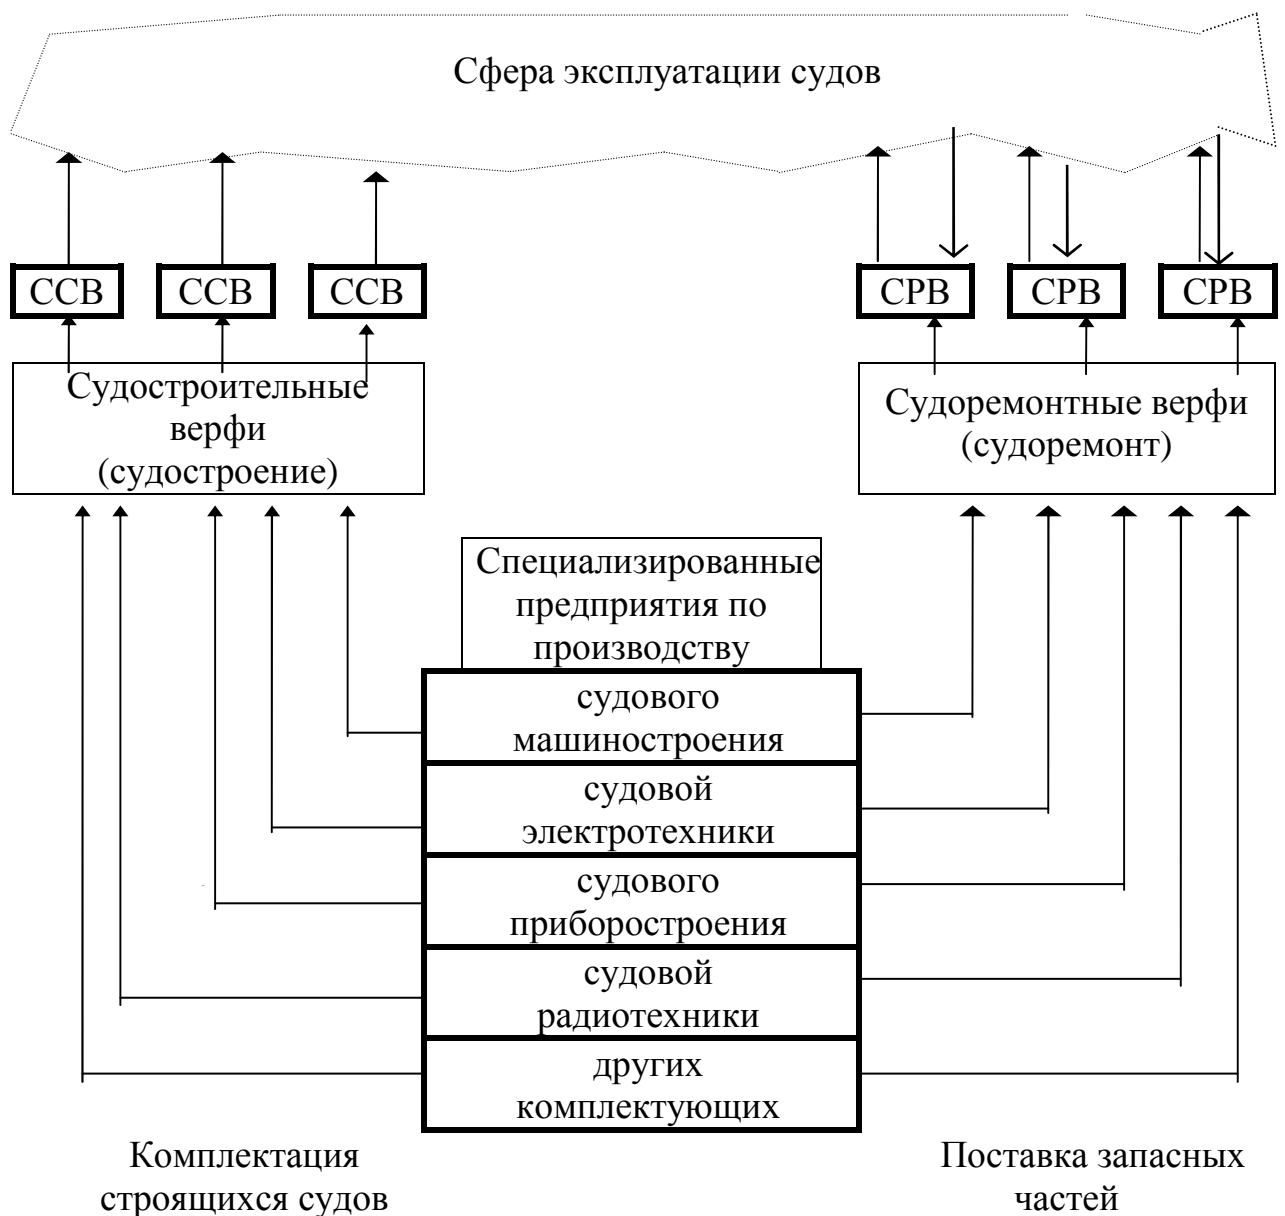 Сфера эксплуатации судов
ССВ ССВ ССВ СРВ СРВ СРВ
Судостроительные
верфи
(судостроение)
Судоремонтные верфи
(судоремонт)
Специализированные
предприятия по
производству
судового
машиностроения
судовой
электротехники
судового
приборостроения
судовой
радиотехники
других
комплектующих
Комплектация
строящихся судов
Поставка запасных
частей